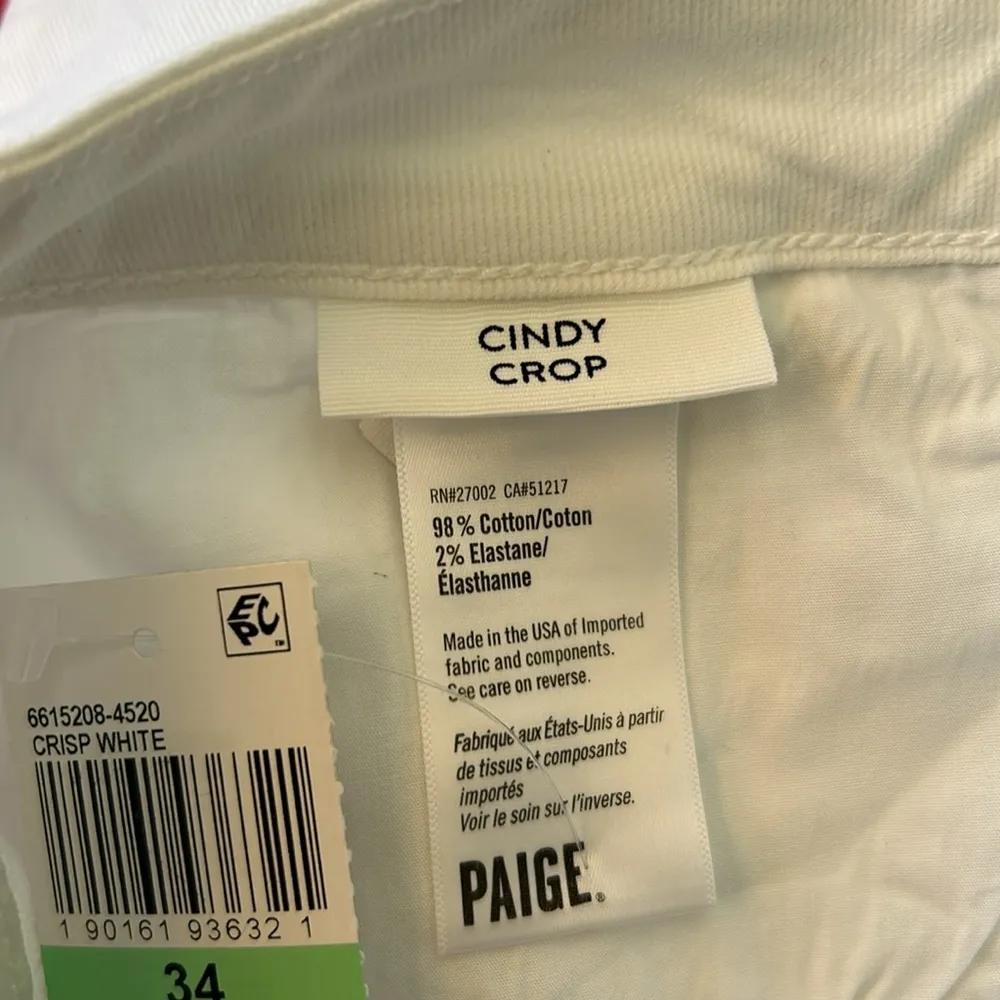 CINDY
CROP
RN#27002 CA#51217
98% Cotton/Coton
2% Elastane/
Élasthanne
Made in the USA of Imported
fabric and components.
See care on reverse.
Fabriqué aux États-Unis à partir
de tissus et composants
importés
Voir le soin sur l'inverse.
PAIGE®
EPC™
6615208-4520
CRISP WHITE
1 90161 93632 1
34